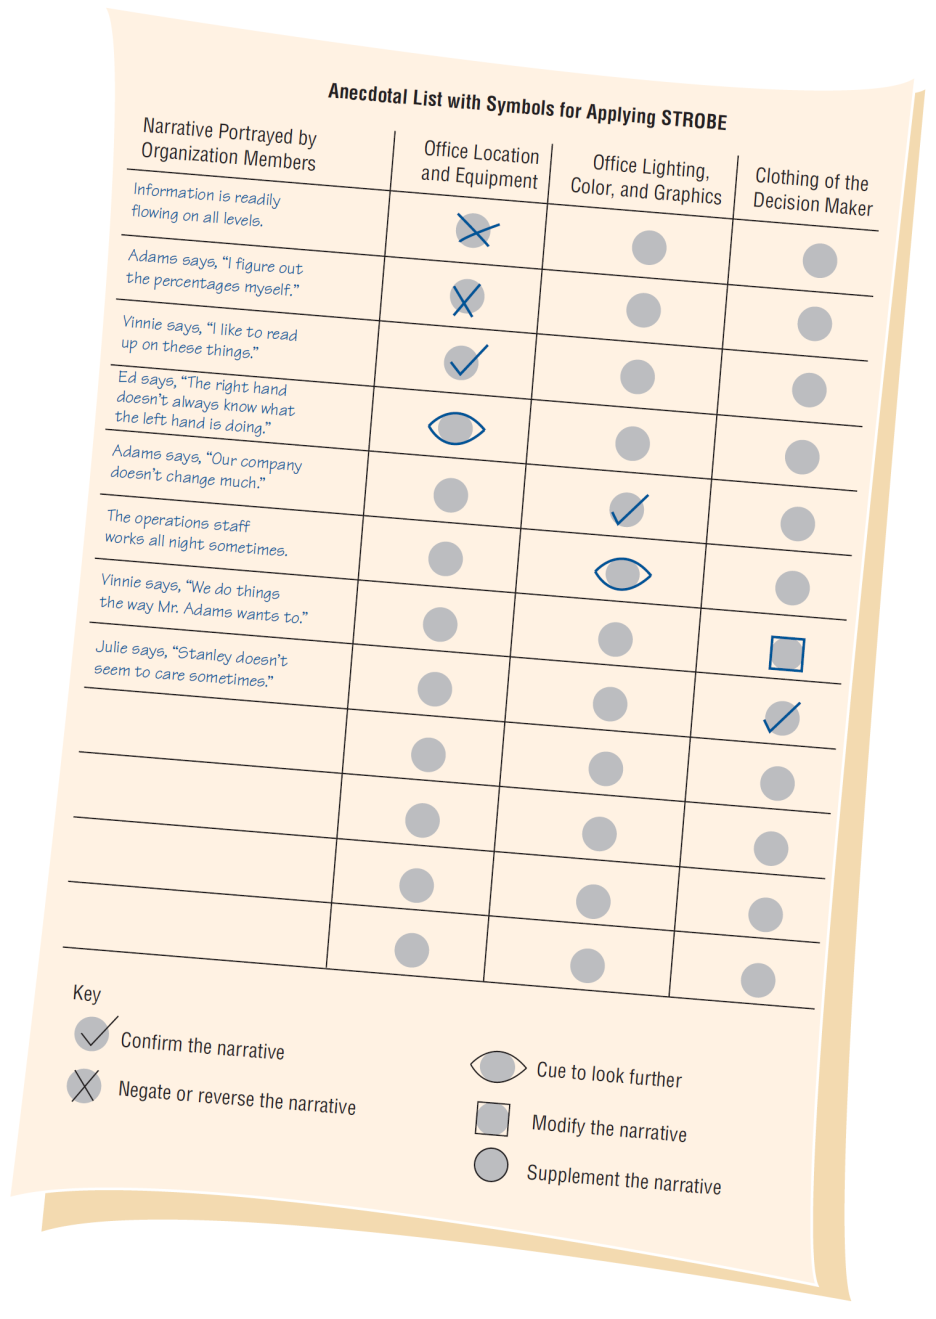 Anecdotal List with Symbols for Applying STROBE
Narrative Portrayed by
Organization Members
Office Location
and Equipment
Office Lighting,
Color, and Graphics
Clothing of the
Decision Maker
Information is readily
flowing on all levels.
Adams says, “I figure out
the percentages myself.”
Vinnie says, “I like to read
up on these things.”
Ed says, “The right hand
doesn’t always know what
the left hand is doing.”
Adams says, “Our company
doesn’t change much.”
The operations staff
works all night sometimes.
Vinnie says, “We do things
the way Mr. Adams wants to.”
Julie says, “Stanley doesn’t
seem to care sometimes.”
Key
Confirm the narrative
Negate or reverse the narrative
Cue to look further
Modify the narrative
Supplement the narrative